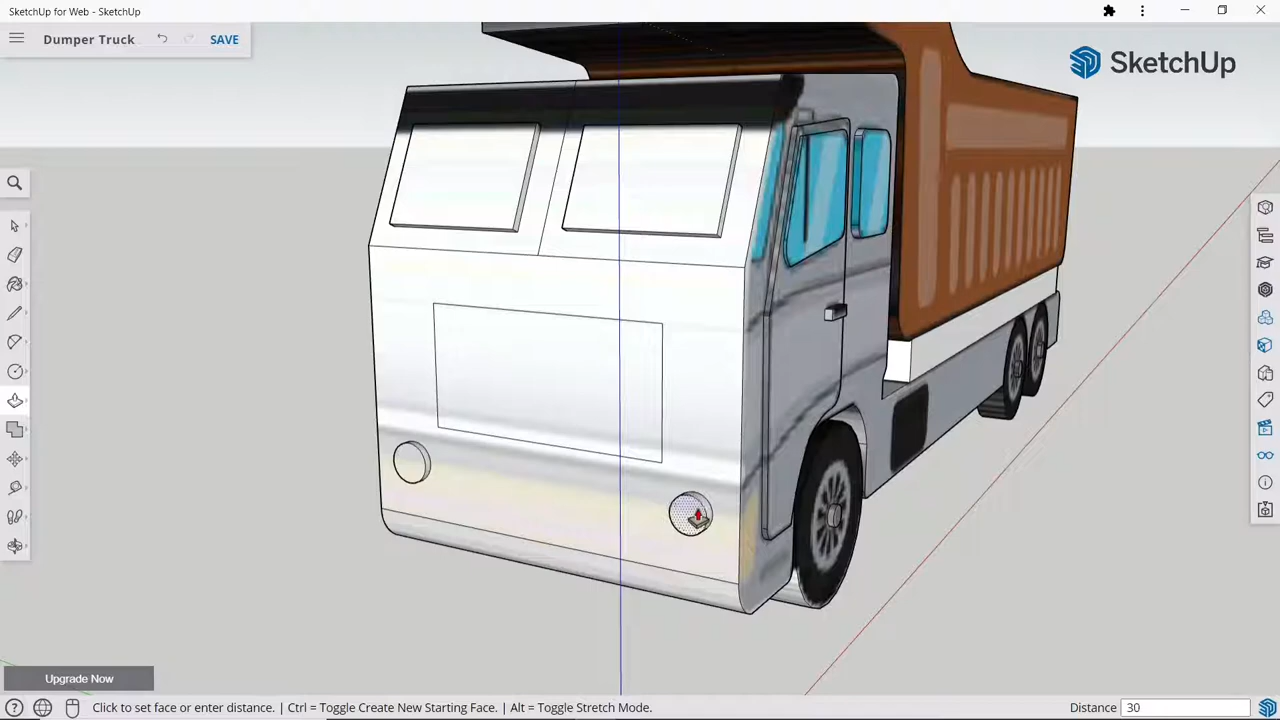 SketchUp for Web - SketchUp
Dumper Truck
SAVE
SketchUp
Upgrade Now
Click to set face or enter distance. | Ctrl = Toggle Create New Starting Face. | Alt = Toggle Stretch Mode.
Distance 30